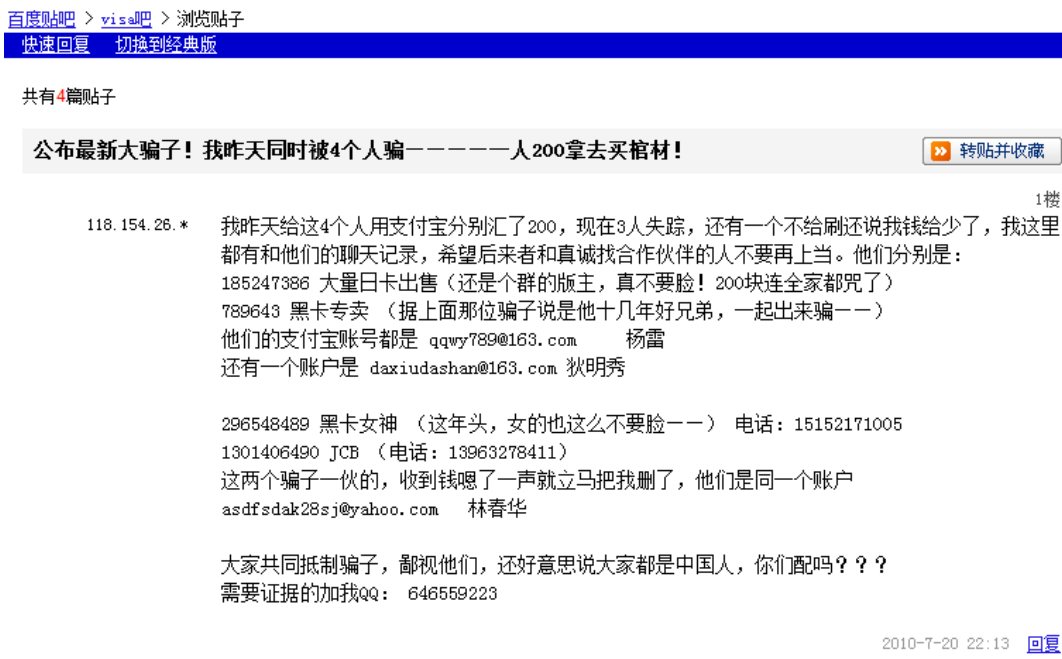 百度贴吧 > visa吧 > 浏览贴子
快速回复 切换到经典版
共有4篇贴子
公布最新大骗子！我昨天同时被4个人骗—————一人200拿去买棺材！
转贴并收藏
1楼
118.154.26.* 我昨天给这4个人用支付宝分别汇了200，现在3人失踪，还有一个不给刷还说我钱给少了，我这里
都有和他们的聊天记录，希望后来者和真诚找合作伙伴的人不要再上当。他们分别是：
185247386 大量日卡出售（还是个群的版主，真不要脸！200块连全家都咒了）
789643 黑卡专卖 （据上面那位骗子说是他十几年好兄弟，一起出来骗——）
他们的支付宝账号都是 qqwy789@163.com 杨雷
还有一个账户是 daxiudashan@163.com 狄明秀
296548489 黑卡女神 （这年头，女的也这么不要脸——） 电话：15152171005
1301406490 JCB （电话：13963278411）
这两个骗子一伙的，收到钱嗯了一声就立马把我删了，他们是同一个账户
asdfsdak28sj@yahoo.com 林春华
大家共同抵制骗子，鄙视他们，还好意思说大家都是中国人，你们配吗？？？
需要证据的加我QQ： 646559223
2010-7-20 22:13 回复